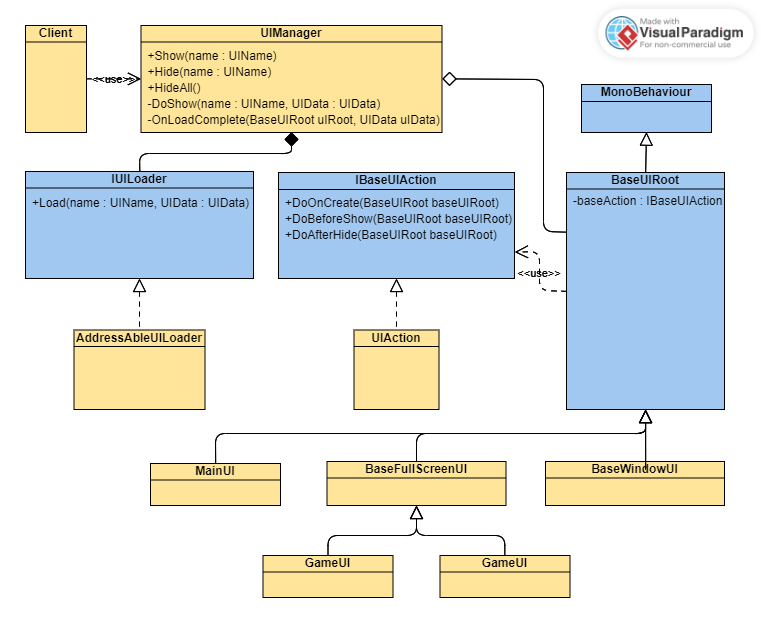 Made with
Visual Paradigm
For non-commercial use
Client
UIManager
+Show(name : UIName)
+Hide(name : UIName)
+HideAll()
-DoShow(name : UIName, UIData : UIData)
-OnLoadComplete(BaseUIRoot uIRoot, UIData uIData)
<<use>>
MonoBehaviour
IUILoader
+Load(name : UIName, UIData : UIData)
IBaseUIAction
+DoOnCreate(BaseUIRoot baseUIRoot)
+DoBeforeShow(BaseUIRoot baseUIRoot)
+DoAfterHide(BaseUIRoot baseUIRoot)
BaseUIRoot
-baseAction : IBaseUIAction
<<use>>
AddressAbleUILoader
UIAction
MainUI
BaseFullScreenUI
BaseWindowUI
GameUI
GameUI